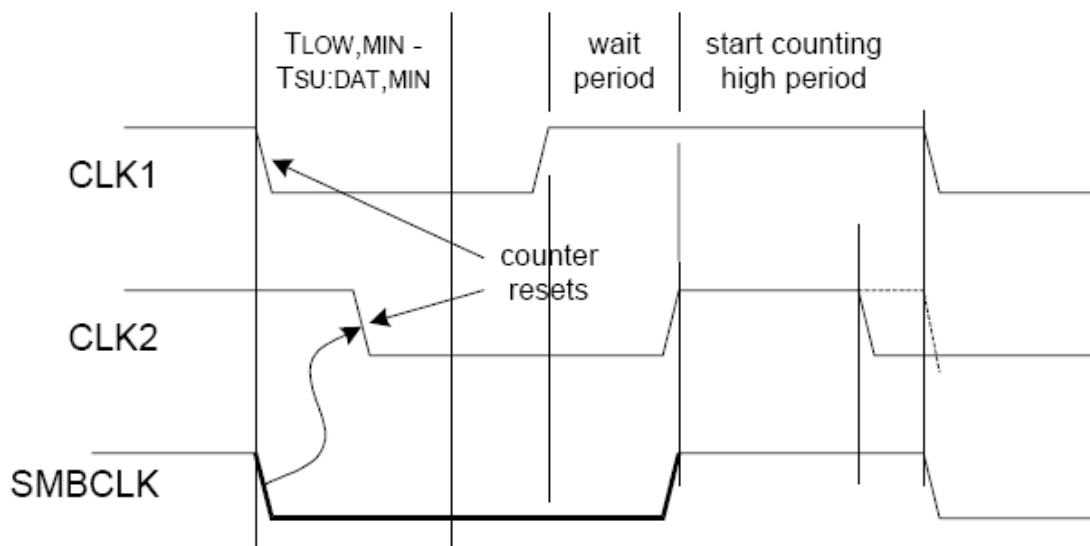 TLOW,MIN -
TSU:DAT,MIN
wait
period
start counting
high period
CLK1
counter
resets
CLK2
SMBCLK